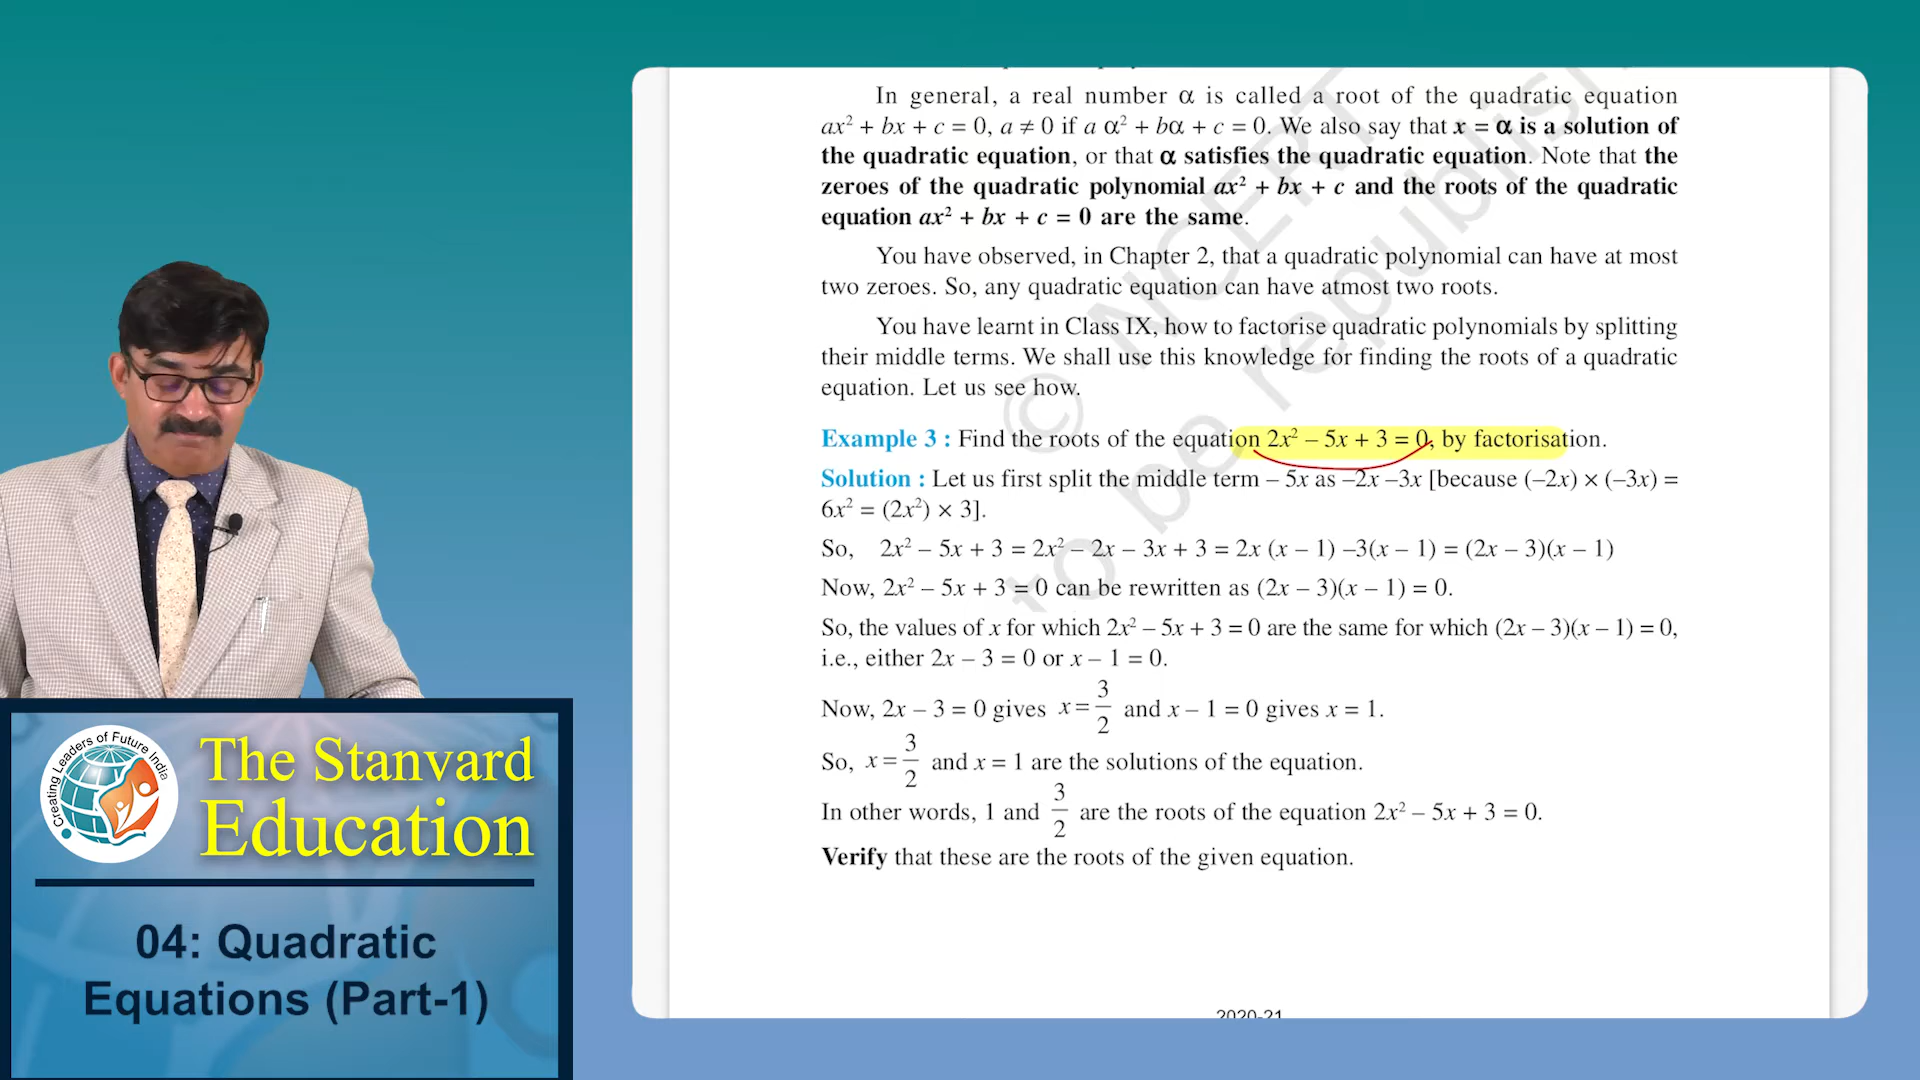 In general, a real number α is called a root of the quadratic equation
ax² + bx + c = 0, a ≠ 0 if a α² + bα + c = 0. We also say that x = α is a solution of
the quadratic equation, or that α satisfies the quadratic equation. Note that the
zeroes of the quadratic polynomial ax² + bx + c and the roots of the quadratic
equation ax² + bx + c = 0 are the same.
You have observed, in Chapter 2, that a quadratic polynomial can have at most
two zeroes. So, any quadratic equation can have atmost two roots.
You have learnt in Class IX, how to factorise quadratic polynomials by splitting
their middle terms. We shall use this knowledge for finding the roots of a quadratic
equation. Let us see how.
Example 3 : Find the roots of the equation 2x² – 5x + 3 = 0, by factorisation.
Solution : Let us first split the middle term – 5x as –2x –3x [because (–2x) × (–3x) =
6x² = (2x²) × 3].
So, 2x² – 5x + 3 = 2x² – 2x – 3x + 3 = 2x (x – 1) –3(x – 1) = (2x – 3)(x – 1)
Now, 2x² – 5x + 3 = 0 can be rewritten as (2x – 3)(x – 1) = 0.
So, the values of x for which 2x² – 5x + 3 = 0 are the same for which (2x – 3)(x – 1) = 0,
i.e., either 2x – 3 = 0 or x – 1 = 0.
Now, 2x – 3 = 0 gives x = 3/2 and x – 1 = 0 gives x = 1.
So, x = 3/2 and x = 1 are the solutions of the equation.
In other words, 1 and 3/2 are the roots of the equation 2x² – 5x + 3 = 0.
Verify that these are the roots of the given equation.
2020-21
© NCERT
to be republis
Creating Leaders of Future India
The Stanvard
Education
04: Quadratic
Equations (Part-1)